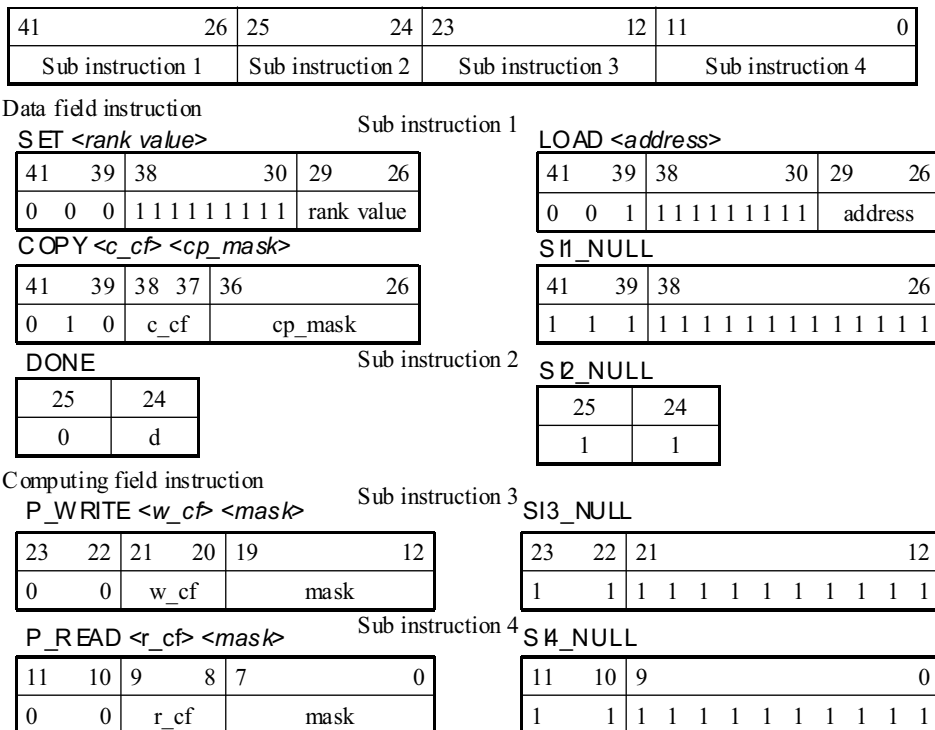 41 26 25 24 23 12 11 0
Sub instruction 1 Sub instruction 2 Sub instruction 3 Sub instruction 4
Data field instruction
Sub instruction 1
SET <rank value>
41 39 38 30 29 26
0 0 0 1 1 1 1 1 1 1 1 1 rank value
LOAD <address>
41 39 38 30 29 26
0 0 1 1 1 1 1 1 1 1 1 1 address
COPY <c_cf> <cp_mask>
41 39 38 37 36 26
0 1 0 c_cf cp_mask
SI1_NULL
41 39 38 26
1 1 1 1 1 1 1 1 1 1 1 1 1 1 1 1
Sub instruction 2
DONE
25 24
0 d
SI2_NULL
25 24
1 1
Computing field instruction
Sub instruction 3
P_WRITE <w_cf> <mask>
23 22 21 20 19 12
0 0 w_cf mask
SI3_NULL
23 22 21 12
1 1 1 1 1 1 1 1 1 1 1 1
Sub instruction 4
P_READ <r_cf> <mask>
11 10 9 8 7 0
0 0 r_cf mask
SI4_NULL
11 10 9 0
1 1 1 1 1 1 1 1 1 1 1 1